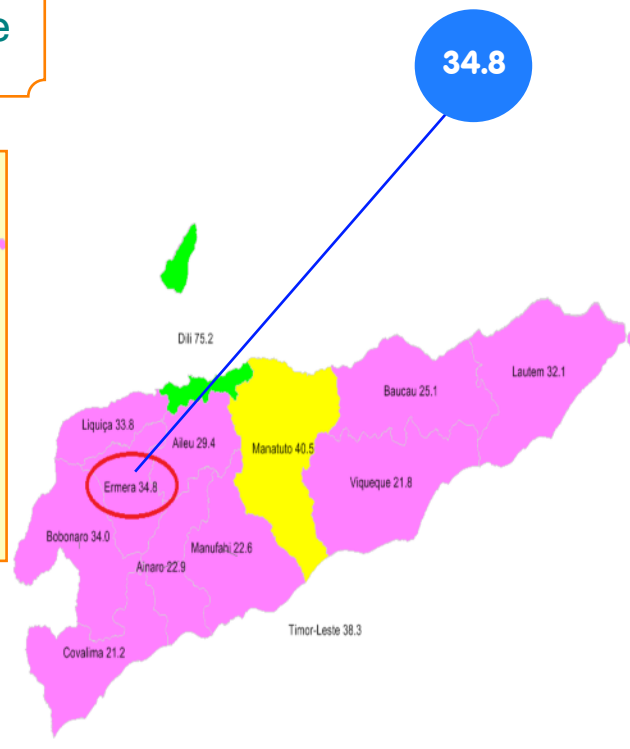 e
34.8
Dili 75.2
Lautem 32.1
Baucau 25.1
Liquiça 33.8
Aileu 29.4
Manatuto 40.5
Viqueque 21.8
Ermera 34.8
Bobonaro 34.0
Manufahi 22.6
Ainaro 22.9
Timor-Leste 38.3
Covalima 21.2